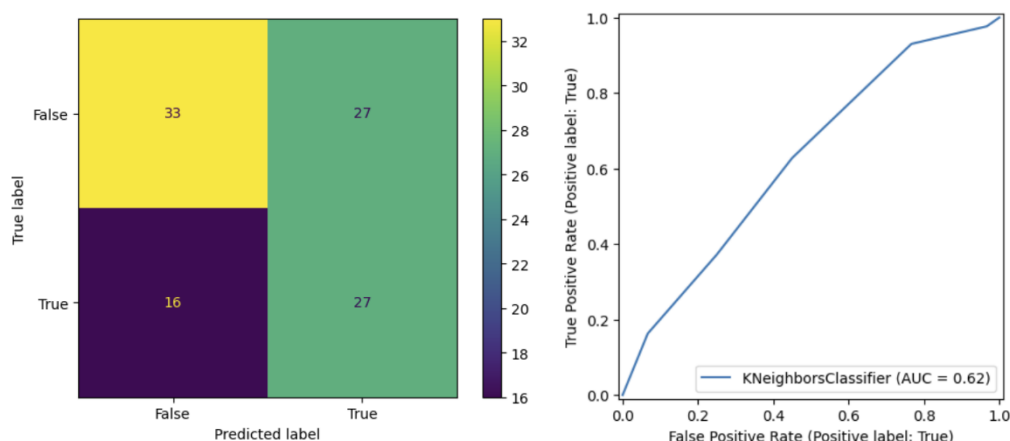 False
33
27
True
16
27
False
True
True label
Predicted label
32
30
28
26
24
22
20
18
16
True Positive Rate (Positive label: True)
1.0
0.8
0.6
0.4
0.2
0.0
KNeighborsClassifier (AUC = 0.62)
0.0
0.2
0.4
0.6
0.8
1.0
False Positive Rate (Positive label: True)